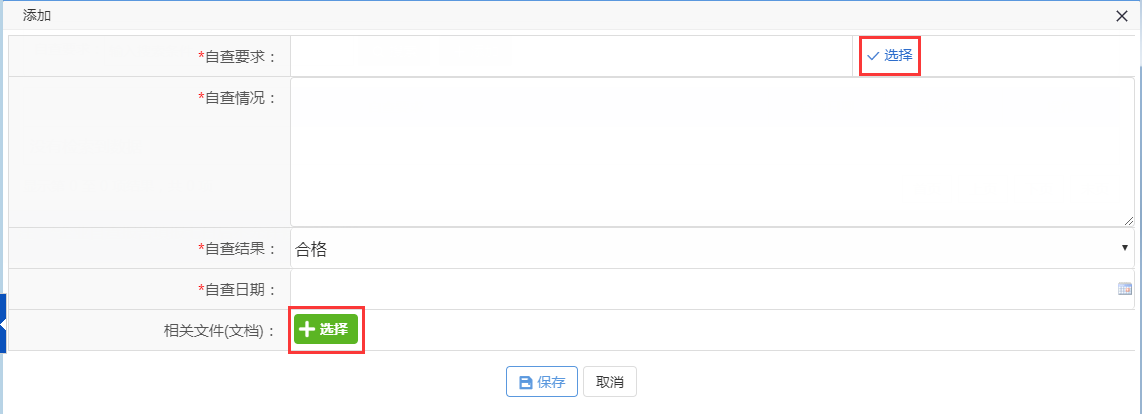 添加
*自查要求： 选择
*自查情况：
*自查结果： 合格
*自查日期：
相关文件(文档)： 选择
保存 取消